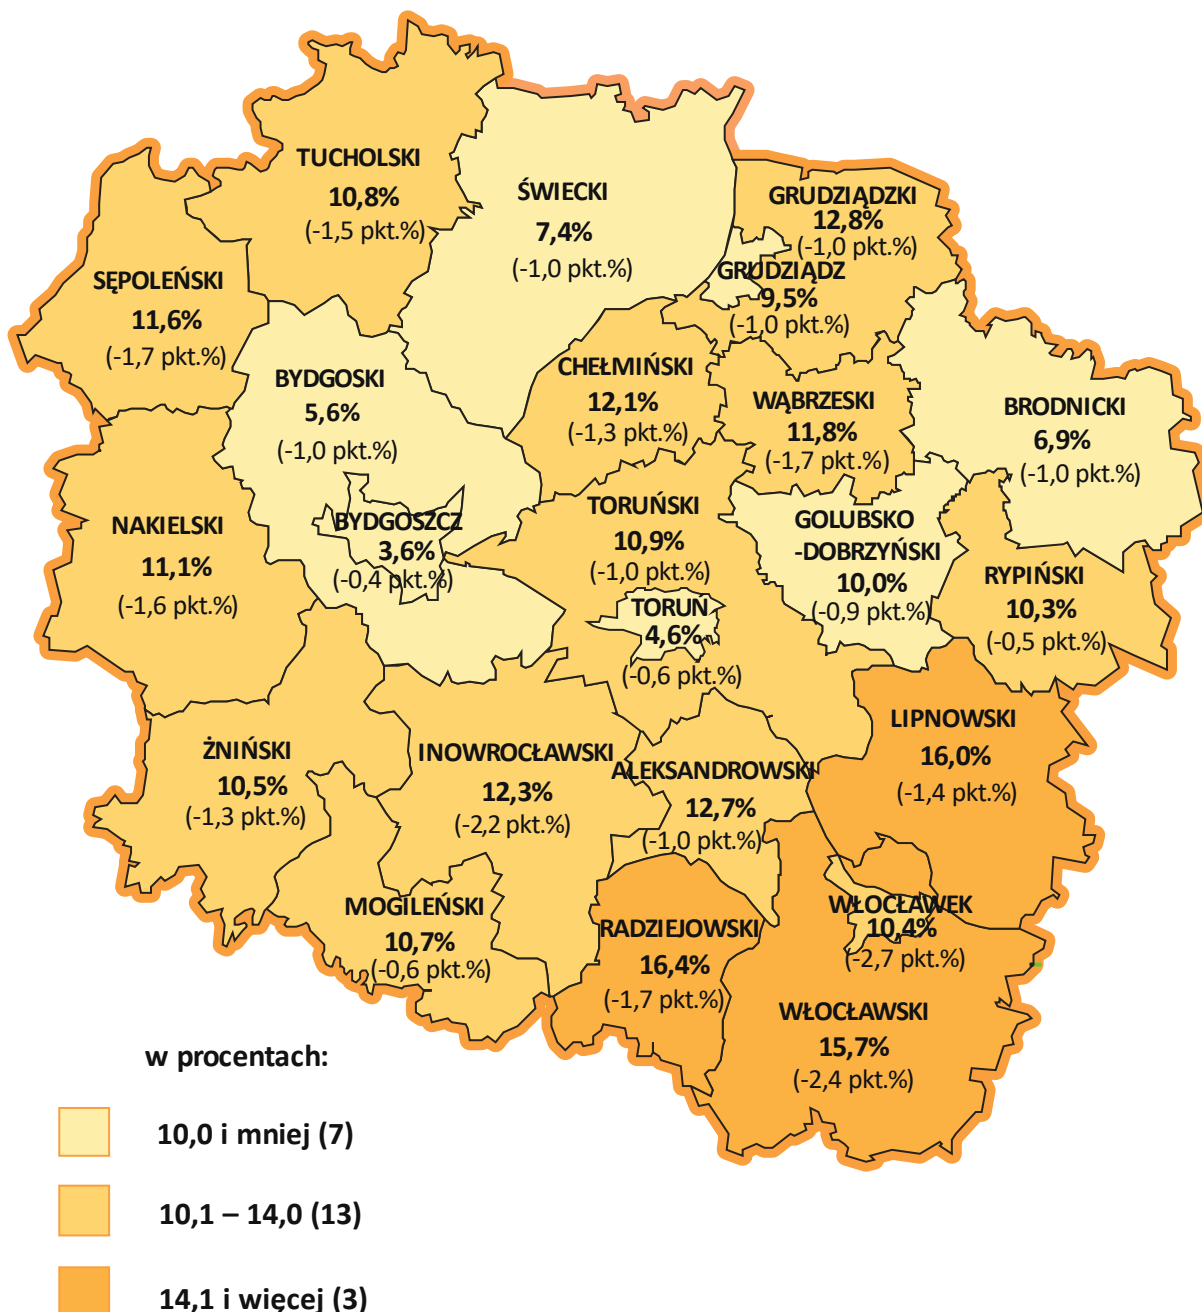 TUCHOLSKI
10,8%
(-1,5 pkt.%)
ŚWIECKI
7,4%
(-1,0 pkt.%)
GRUDZIĄDZKI
12,8%
(-1,0 pkt.%)
GRUDZIĄDZ
9,5%
(-1,0 pkt.%)
SĘPOLEŃSKI
11,6%
(-1,7 pkt.%)
BYDGOSKI
5,6%
(-1,0 pkt.%)
CHEŁMIŃSKI
12,1%
(-1,3 pkt.%)
WĄBRZESKI
11,8%
(-1,7 pkt.%)
BRODNICKI
6,9%
(-1,0 pkt.%)
NAKIELSKI
11,1%
(-1,6 pkt.%)
BYDGOSZCZ
3,6%
(-0,4 pkt.%)
TORUŃSKI
10,9%
(-1,0 pkt.%)
GOLUBSKO
-DOBRZYŃSKI
10,0%
(-0,9 pkt.%)
RYPIŃSKI
10,3%
(-0,5 pkt.%)
TORUŃ
4,6%
(-0,6 pkt.%)
ŻNIŃSKI
10,5%
(-1,3 pkt.%)
INOWROCŁAWSKI
12,3%
(-2,2 pkt.%)
ALEKSANDROWSKI
12,7%
(-1,0 pkt.%)
LIPNOWSKI
16,0%
(-1,4 pkt.%)
MOGILEŃSKI
10,7%
(-0,6 pkt.%)
RADZIEJOWSKI
16,4%
(-1,7 pkt.%)
WŁOCŁAWEK
10,4%
(-2,7 pkt.%)
WŁOCŁAWSKI
15,7%
(-2,4 pkt.%)
w procentach:
10,0 i mniej (7)
10,1 – 14,0 (13)
14,1 i więcej (3)